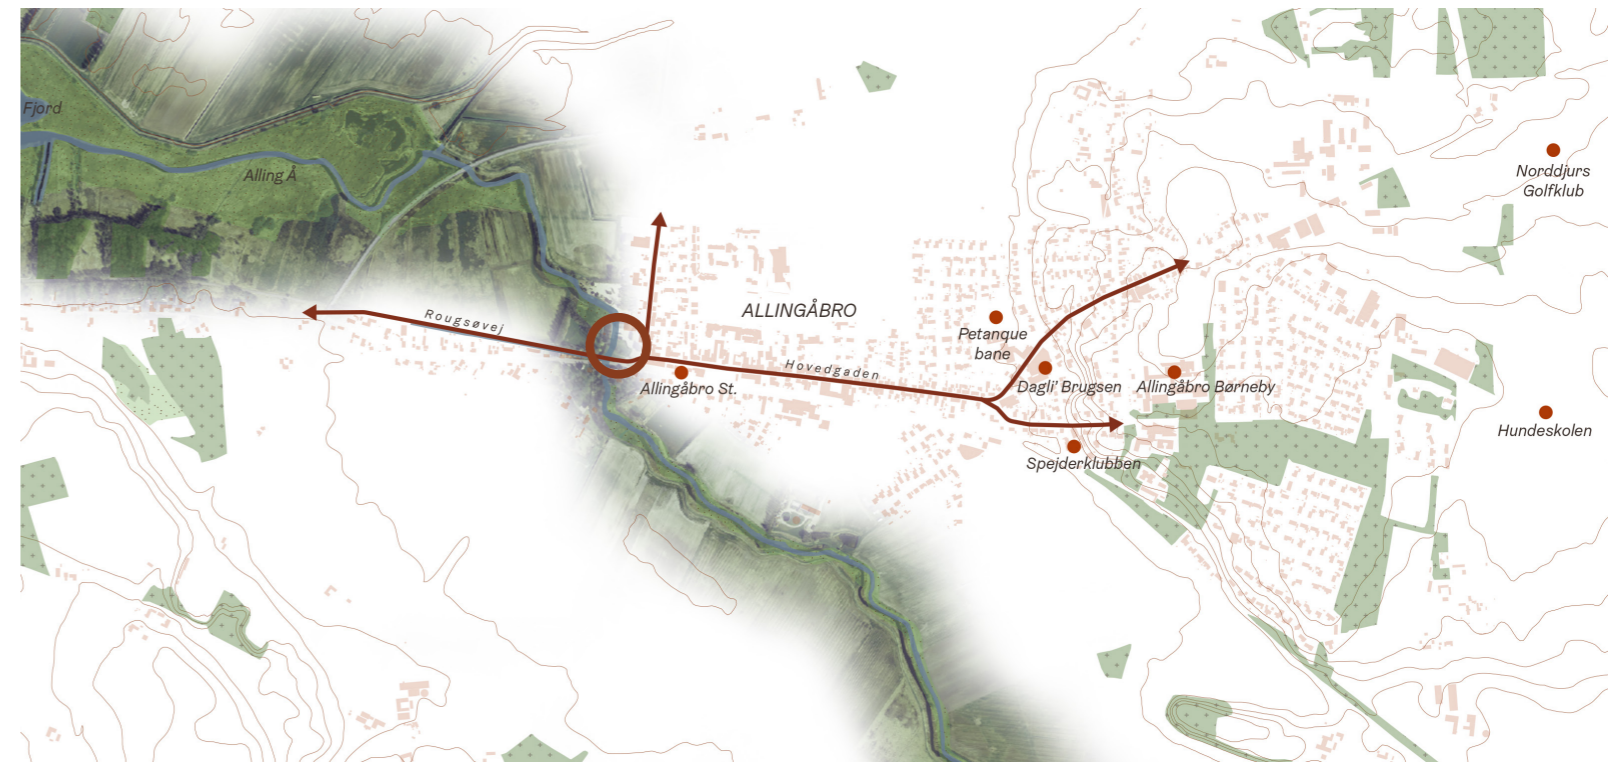 Fjord
Alling Å
Norddjurs
Golfklub
Rougsøvej
ALLINGÅBRO
Petanque
bane
Hovedgaden
Allingåbro St.
Dagli' Brugsen
Allingåbro Børneby
Hundeskolen
Spejderklubben